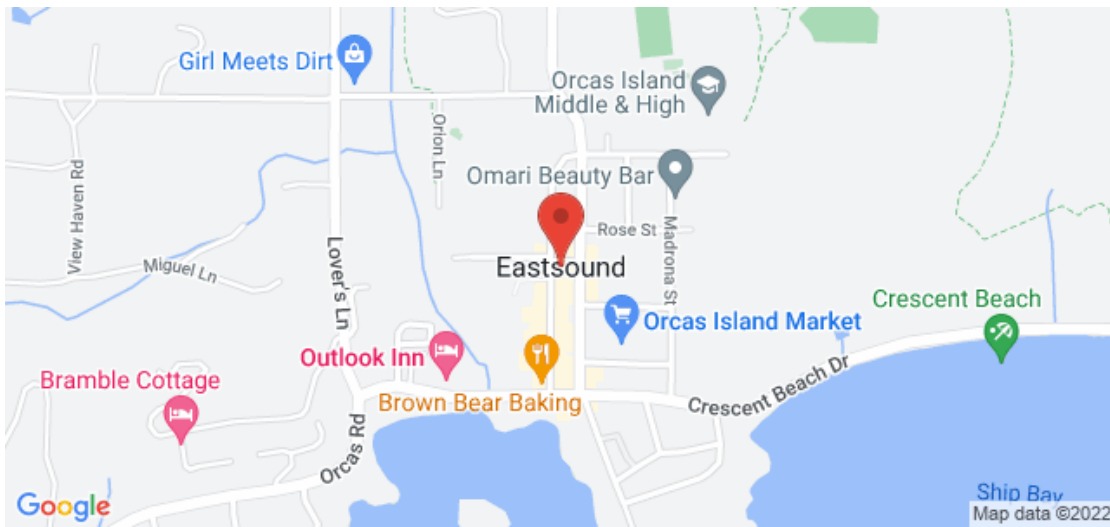 Girl Meets Dirt
Orcas Island
Middle & High
Orion Ln
Omari Beauty Bar
View Haven Rd
Rose St
Madrona St
Miguel Ln
Lover's Ln
Eastsound
Crescent Beach
Orcas Island Market
Outlook Inn
Bramble Cottage
Brown Bear Baking
Crescent Beach Dr
Orcas Rd
Ship Bay
Google
Map data ©2022